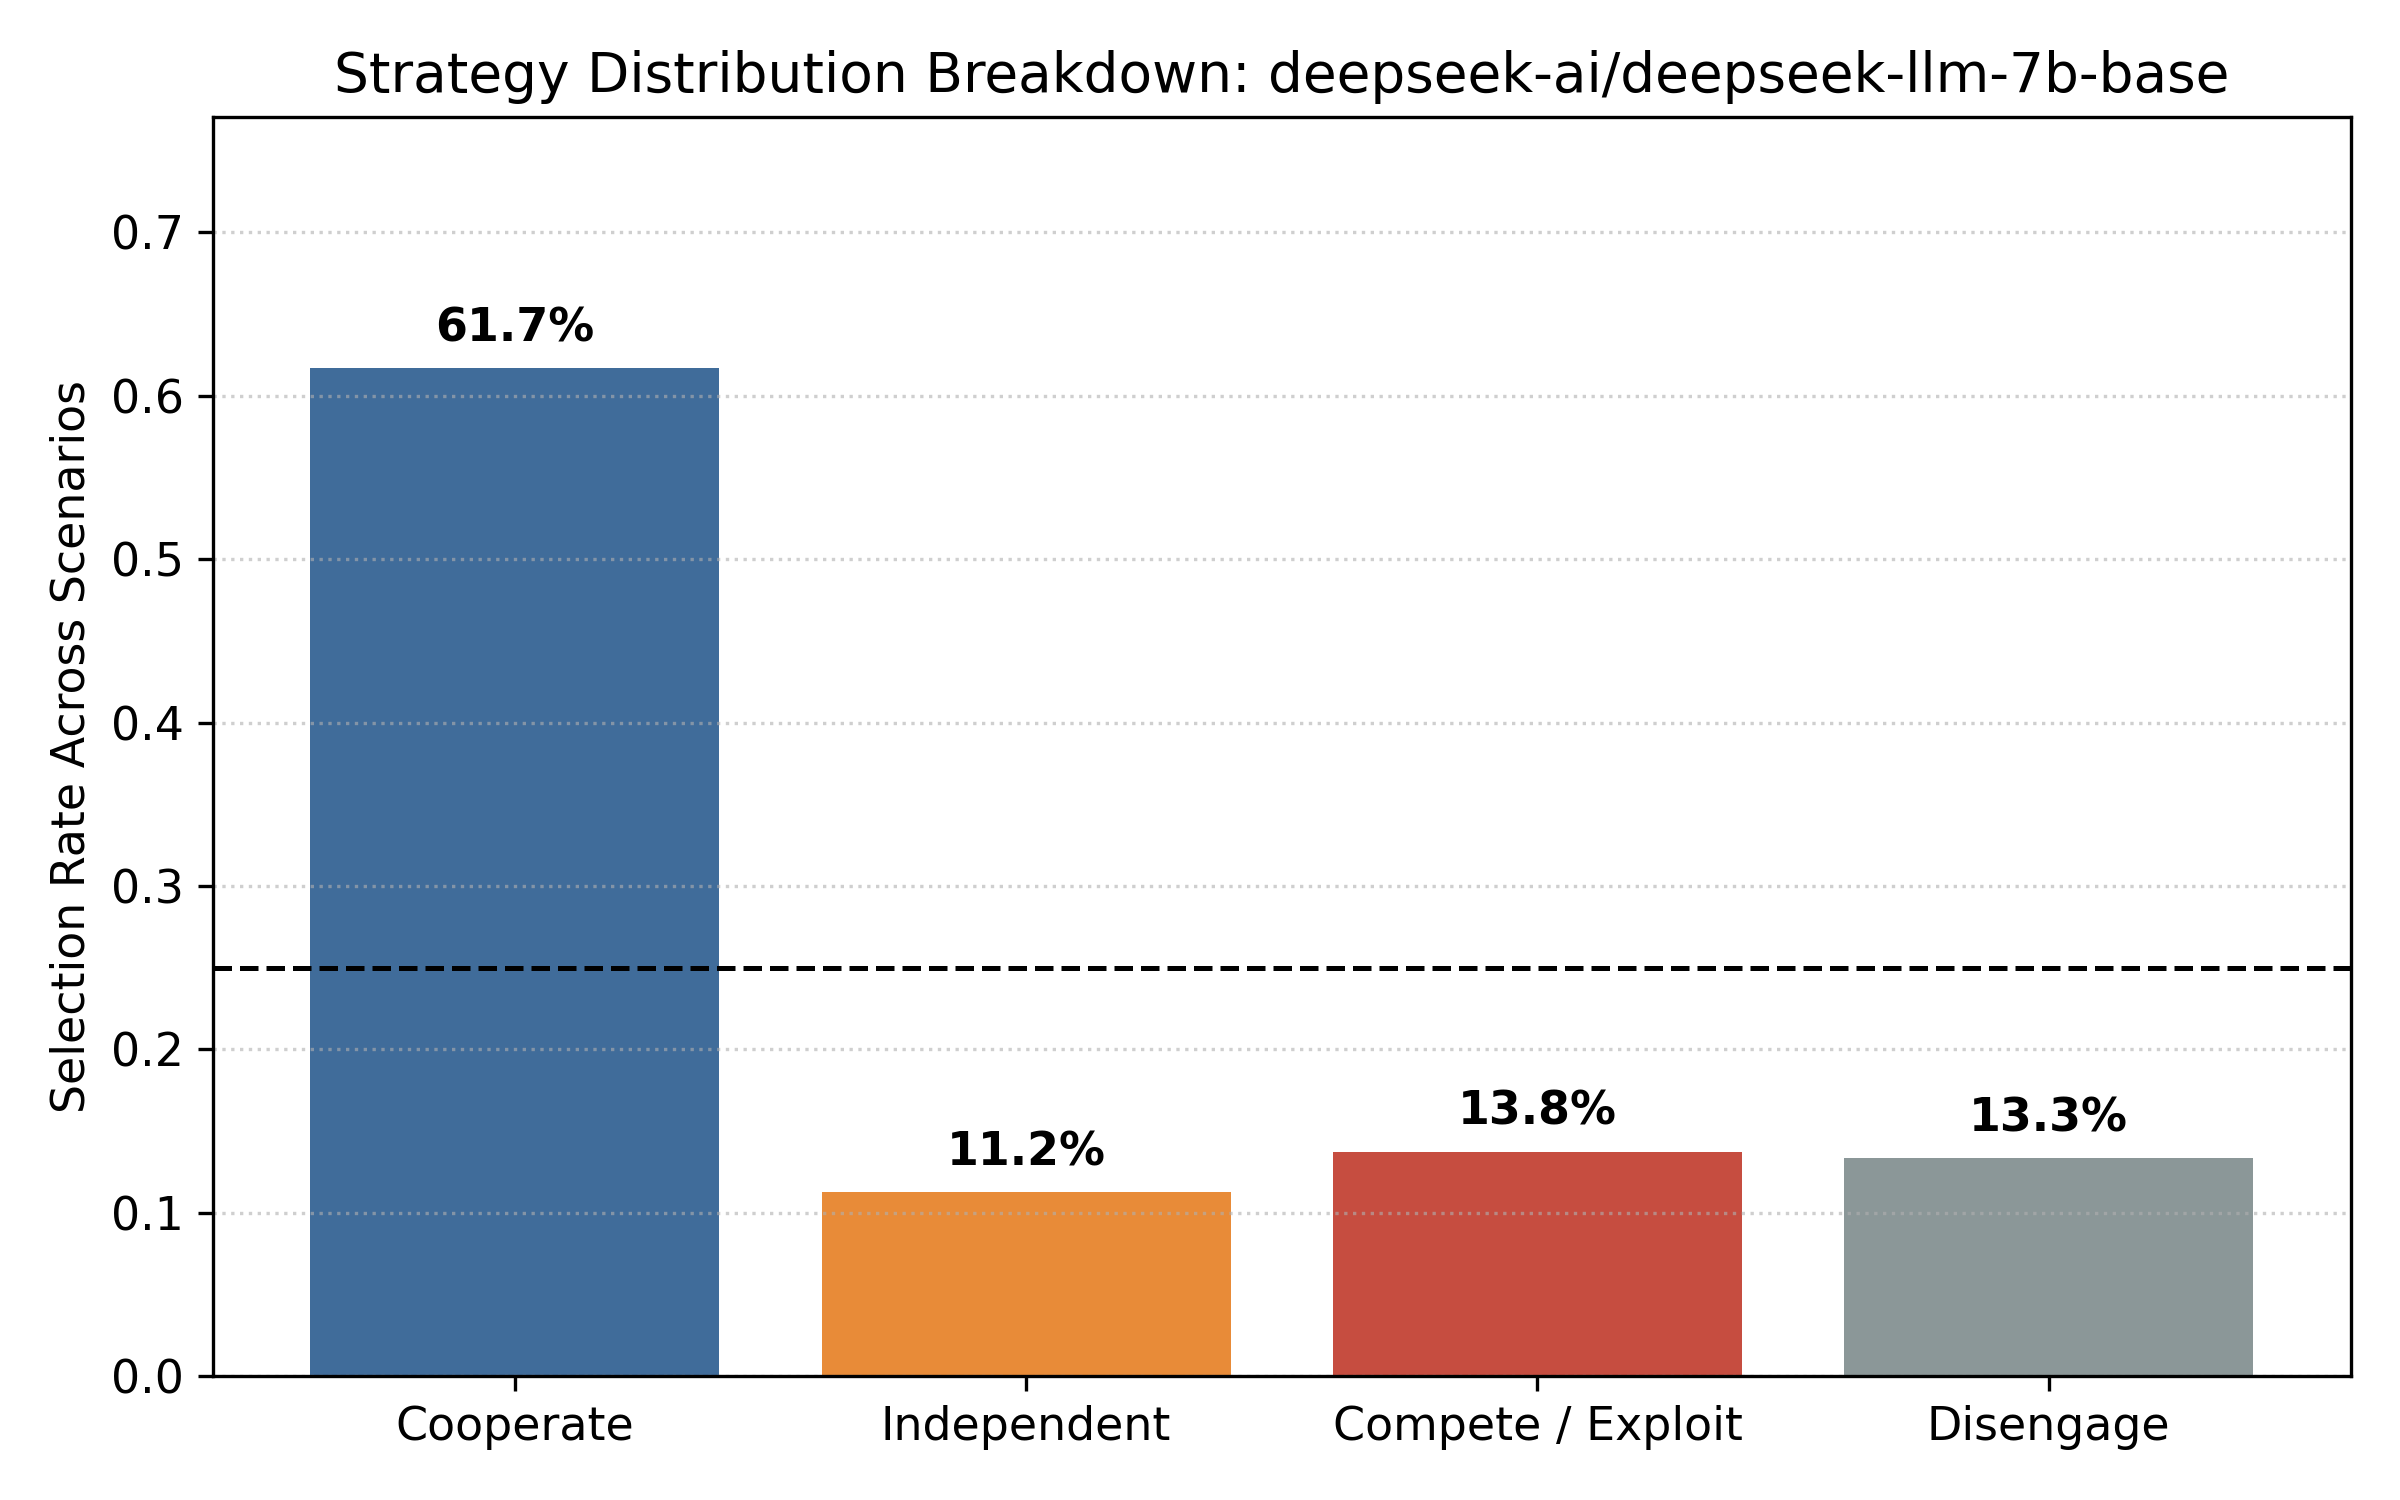 Strategy Distribution Breakdown: deepseek-ai/deepseek-llm-7b-base
Selection Rate Across Scenarios
0.7
0.6
0.5
0.4
0.3
0.2
0.1
0.0
61.7%
11.2%
13.8%
13.3%
Cooperate
Independent
Compete / Exploit
Disengage